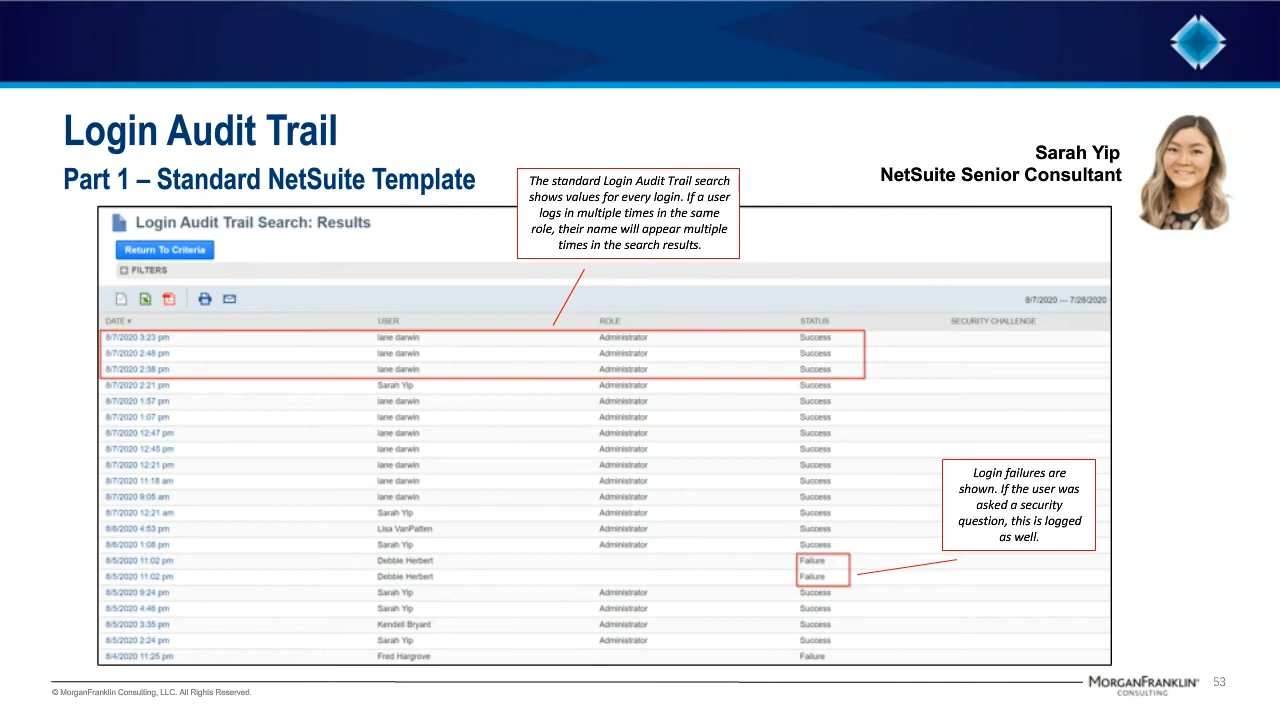 Login Audit Trail
Part 1 – Standard NetSuite Template
Sarah Yip
NetSuite Senior Consultant
The standard Login Audit Trail search
shows values for every login. If a user
logs in multiple times in the same
role, their name will appear multiple
times in the search results.
Login Audit Trail Search: Results
Return To Criteria
FILTERS
8/7/2020 — 7/28/2020
DATE ▾ USER ROLE STATUS SECURITY CHALLENGE
8/7/2020 3:23 pm lane darwin Administrator Success
8/7/2020 2:48 pm lane darwin Administrator Success
8/7/2020 2:38 pm lane darwin Administrator Success
8/7/2020 2:21 pm Sarah Yip Administrator Success
8/7/2020 1:57 pm lane darwin Administrator Success
8/7/2020 1:07 pm lane darwin Administrator Success
8/7/2020 12:47 pm lane darwin Administrator Success
8/7/2020 12:45 pm lane darwin Administrator Success
8/7/2020 12:21 pm lane darwin Administrator Success
8/7/2020 11:18 am lane darwin Administrator Success
8/7/2020 9:05 am lane darwin Administrator Success
8/7/2020 12:21 am Sarah Yip Administrator Success
8/6/2020 4:53 pm Lisa VanPatten Administrator Success
8/6/2020 1:08 pm Sarah Yip Administrator Success
8/5/2020 11:02 pm Debbie Herbert Failure
8/5/2020 11:02 pm Debbie Herbert Failure
8/5/2020 9:24 pm Sarah Yip Administrator Success
8/5/2020 4:46 pm Sarah Yip Administrator Success
8/5/2020 3:35 pm Kendell Bryant Administrator Success
8/5/2020 2:24 pm Sarah Yip Administrator Success
8/4/2020 11:25 pm Fred Hargrove Failure
Login failures are
shown. If the user was
asked a security
question, this is logged
as well.
© MorganFranklin Consulting, LLC. All Rights Reserved.
MORGANFRANKLIN
CONSULTING
53